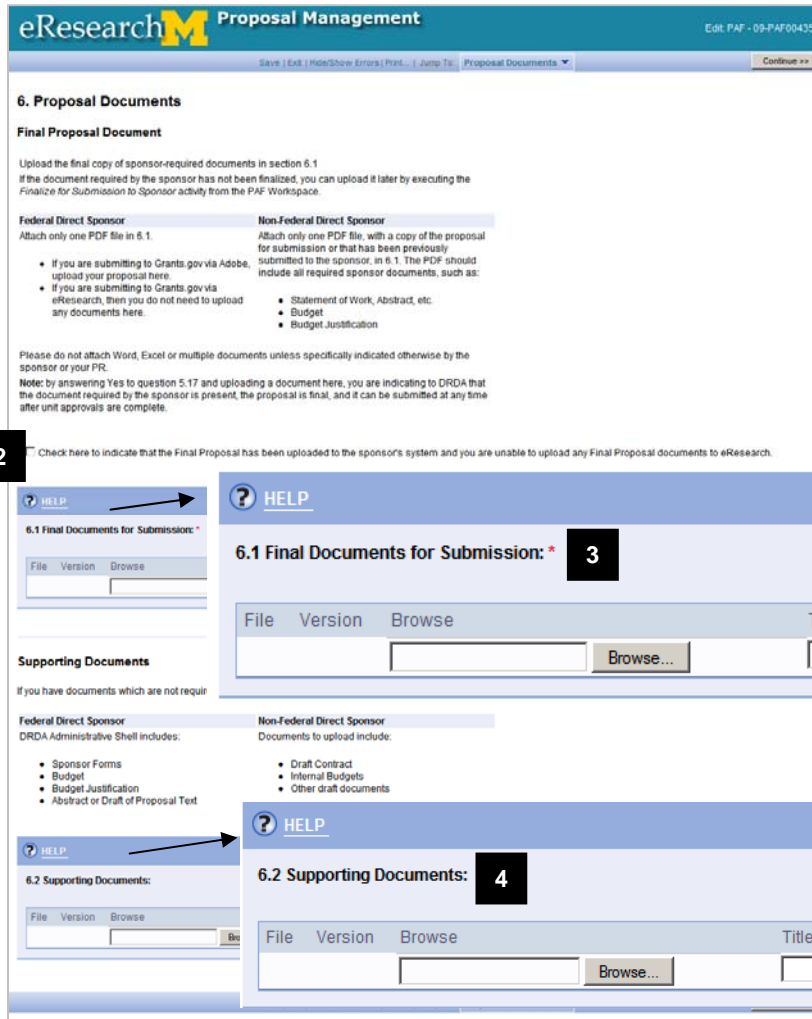 eResearch M Proposal Management
Edit: PAF - 09-PAF00435
Save | Exit | Hide/Show Errors | Print... | Jump To: Proposal Documents
Continue >>
6. Proposal Documents
Final Proposal Document
Upload the final copy of sponsor-required documents in section 6.1
If the document required by the sponsor has not been finalized, you can upload it later by executing the
Finalize for Submission to Sponsor activity from the PAF Workspace.
Federal Direct Sponsor
Attach only one PDF file in 6.1.
• If you are submitting to Grants.gov via Adobe,
upload your proposal here.
• If you are submitting to Grants.gov via
eResearch, then you do not need to upload
any documents here.
Non-Federal Direct Sponsor
Attach only one PDF file, with a copy of the proposal
for submission or that has been previously
submitted to the sponsor, in 6.1. The PDF should
include all required sponsor documents, such as:
• Statement of Work, Abstract, etc.
• Budget
• Budget Justification
Please do not attach Word, Excel or multiple documents unless specifically indicated otherwise by the
sponsor or your PR.
Note: by answering Yes to question 5.17 and uploading a document here, you are indicating to DRDA that
the document required by the sponsor is present, the proposal is final, and it can be submitted at any time
after unit approvals are complete.
2
Check here to indicate that the Final Proposal has been uploaded to the sponsor's system and you are unable to upload any Final Proposal documents to eResearch.
? HELP
6.1 Final Documents for Submission: *
File Version Browse
? HELP
6.1 Final Documents for Submission: * 3
File Version Browse
Browse...
Supporting Documents
If you have documents which are not requir
Federal Direct Sponsor
DRDA Administrative Shell includes:
• Sponsor Forms
• Budget
• Budget Justification
• Abstract or Draft of Proposal Text
Non-Federal Direct Sponsor
Documents to upload include:
• Draft Contract
• Internal Budgets
• Other draft documents
? HELP
6.2 Supporting Documents:
File Version Browse
Bro
? HELP
6.2 Supporting Documents: 4
File Version Browse Title
Browse...